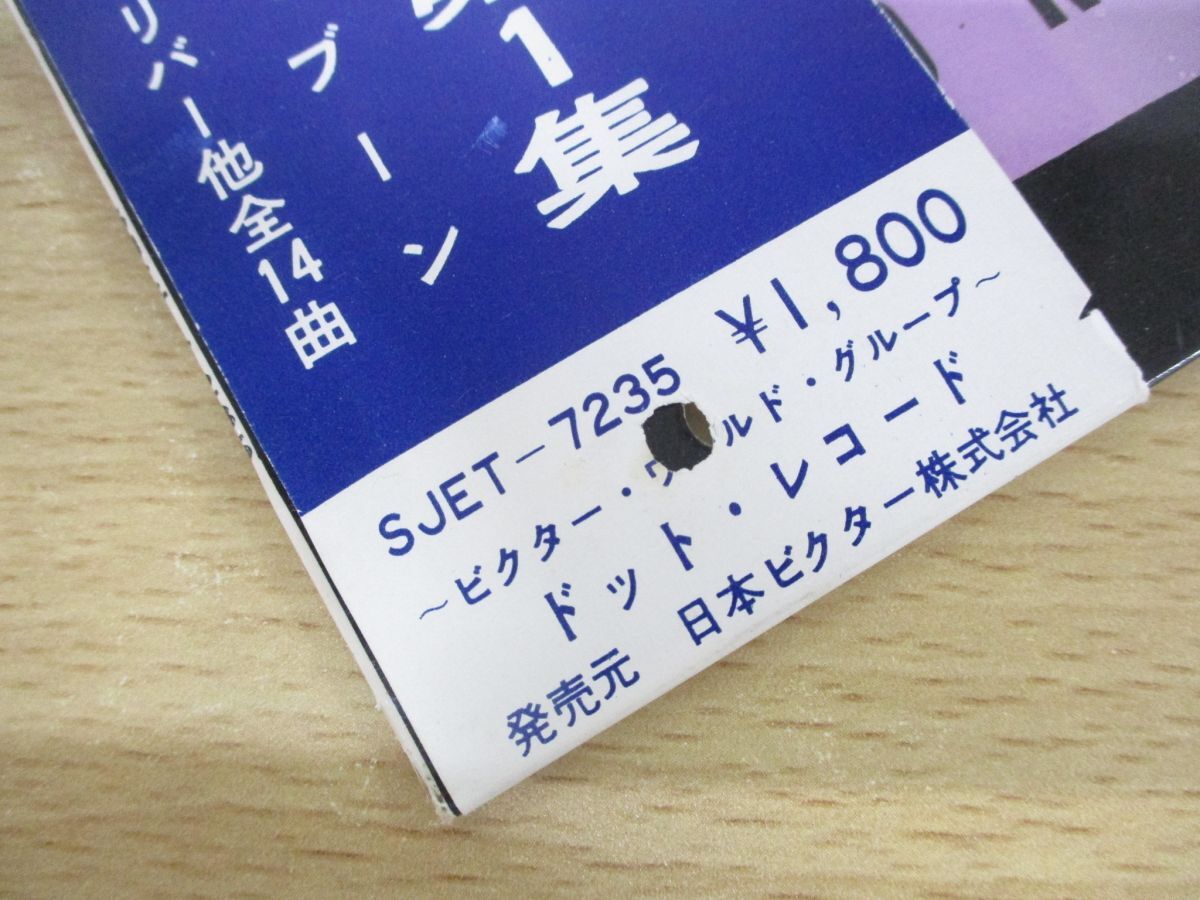 1集
ブーン
リバー他全14曲
SJET-7235 ¥1,800
～ビクター・ワールド・グループ～
ドット・レコード
発売元 日本ビクター株式会社